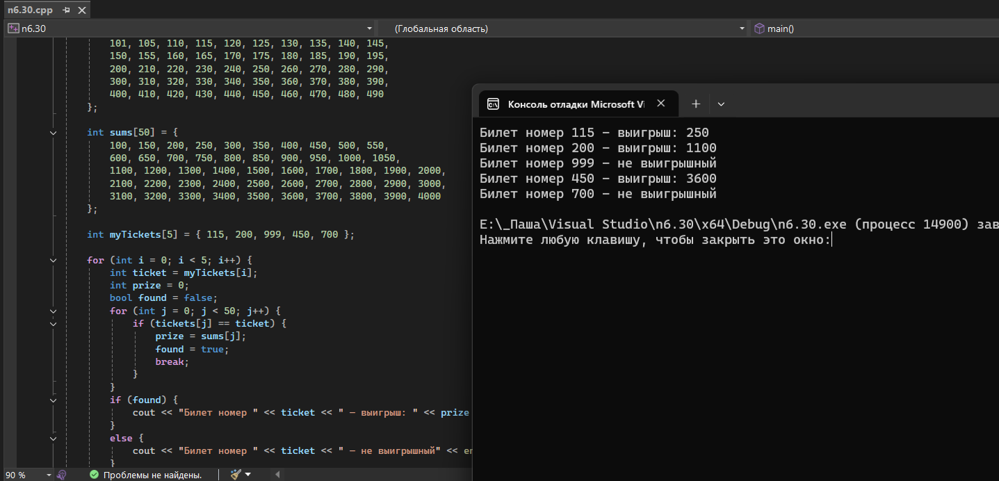 n6.30.cpp
n6.30 (Глобальная область) main()
101, 105, 110, 115, 120, 125, 130, 135, 140, 145,
150, 155, 160, 165, 170, 175, 180, 185, 190, 195,
200, 210, 220, 230, 240, 250, 260, 270, 280, 290,
300, 310, 320, 330, 340, 350, 360, 370, 380, 390,
400, 410, 420, 430, 440, 450, 460, 470, 480, 490
};
int sums[50] = {
100, 150, 200, 250, 300, 350, 400, 450, 500, 550,
600, 650, 700, 750, 800, 850, 900, 950, 1000, 1050,
1100, 1200, 1300, 1400, 1500, 1600, 1700, 1800, 1900, 2000,
2100, 2200, 2300, 2400, 2500, 2600, 2700, 2800, 2900, 3000,
3100, 3200, 3300, 3400, 3500, 3600, 3700, 3800, 3900, 4000
};
int myTickets[5] = { 115, 200, 999, 450, 700 };
for (int i = 0; i < 5; i++) {
int ticket = myTickets[i];
int prize = 0;
bool found = false;
for (int j = 0; j < 50; j++) {
if (tickets[j] == ticket) {
prize = sums[j];
found = true;
break;
}
}
if (found) {
cout << "Билет номер " << ticket << " — выигрыш: " << prize
}
else {
cout << "Билет номер " << ticket << " — не выигрышный" << en
}
90 % Проблемы не найдены.
Консоль отладки Microsoft Vi
Билет номер 115 — выигрыш: 250
Билет номер 200 — выигрыш: 1100
Билет номер 999 — не выигрышный
Билет номер 450 — выигрыш: 3600
Билет номер 700 — не выигрышный
E:\_Паша\Visual Studio\n6.30\x64\Debug\n6.30.exe (процесс 14900) зав
Нажмите любую клавишу, чтобы закрыть это окно: